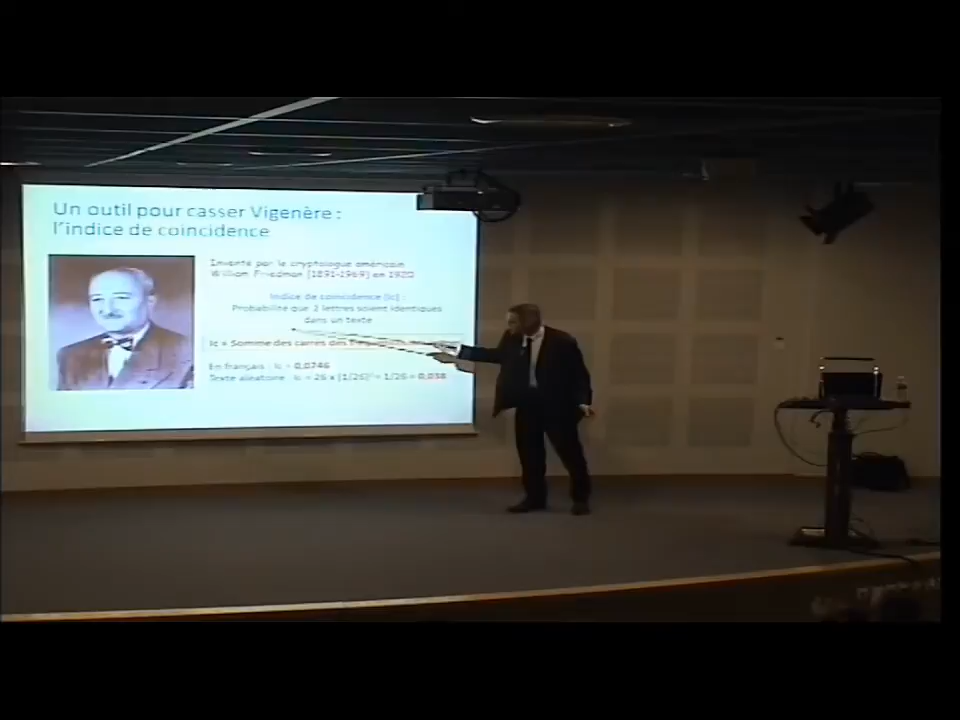 Un outil pour casser Vigenère :
l'indice de coincidence
Inventé par le cryptologue américain
William Friedman (1891-1969) en 1920
Indice de coincidence (Ic) :
Probabilité que 2 lettres soient identiques
dans un texte
Ic = Somme des carrés des
En français : Ic = 0,0746
Texte aléatoire : Ic = 26 x (1/26)² = 1/26 = 0,038